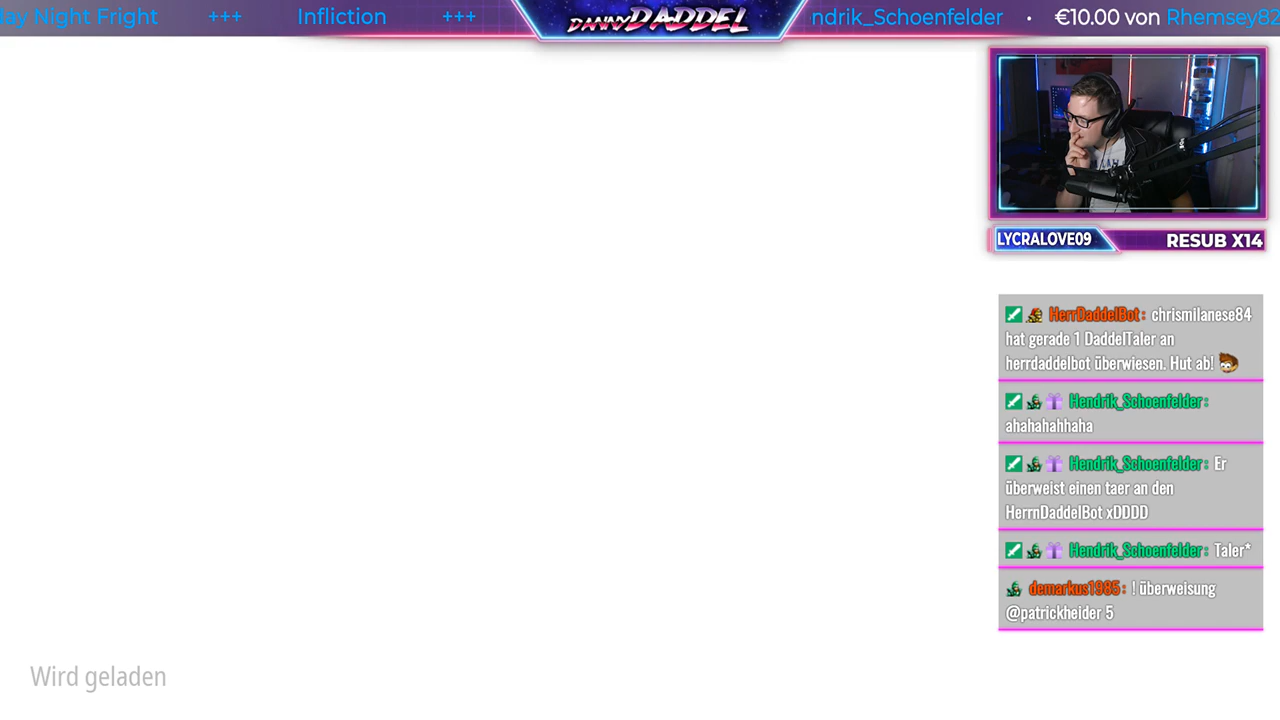 lay Night Fright +++ Infliction +++ DANNYDADDEL ndrik_Schoenfelder • €10.00 von Rhemsey82
LYCRALOVE09 RESUB X14
HerrDaddelBot: chrismilanese84
hat gerade 1 DaddelTaler an
herrdaddelbot überwiesen. Hut ab!
Hendrik_Schoenfelder:
ahahahahhaha
Hendrik_Schoenfelder: Er
überweist einen taer an den
HerrnDaddelBot xDDDD
Hendrik_Schoenfelder: Taler*
demarkus1985: ! überweisung
@patrickheider 5
Wird geladen